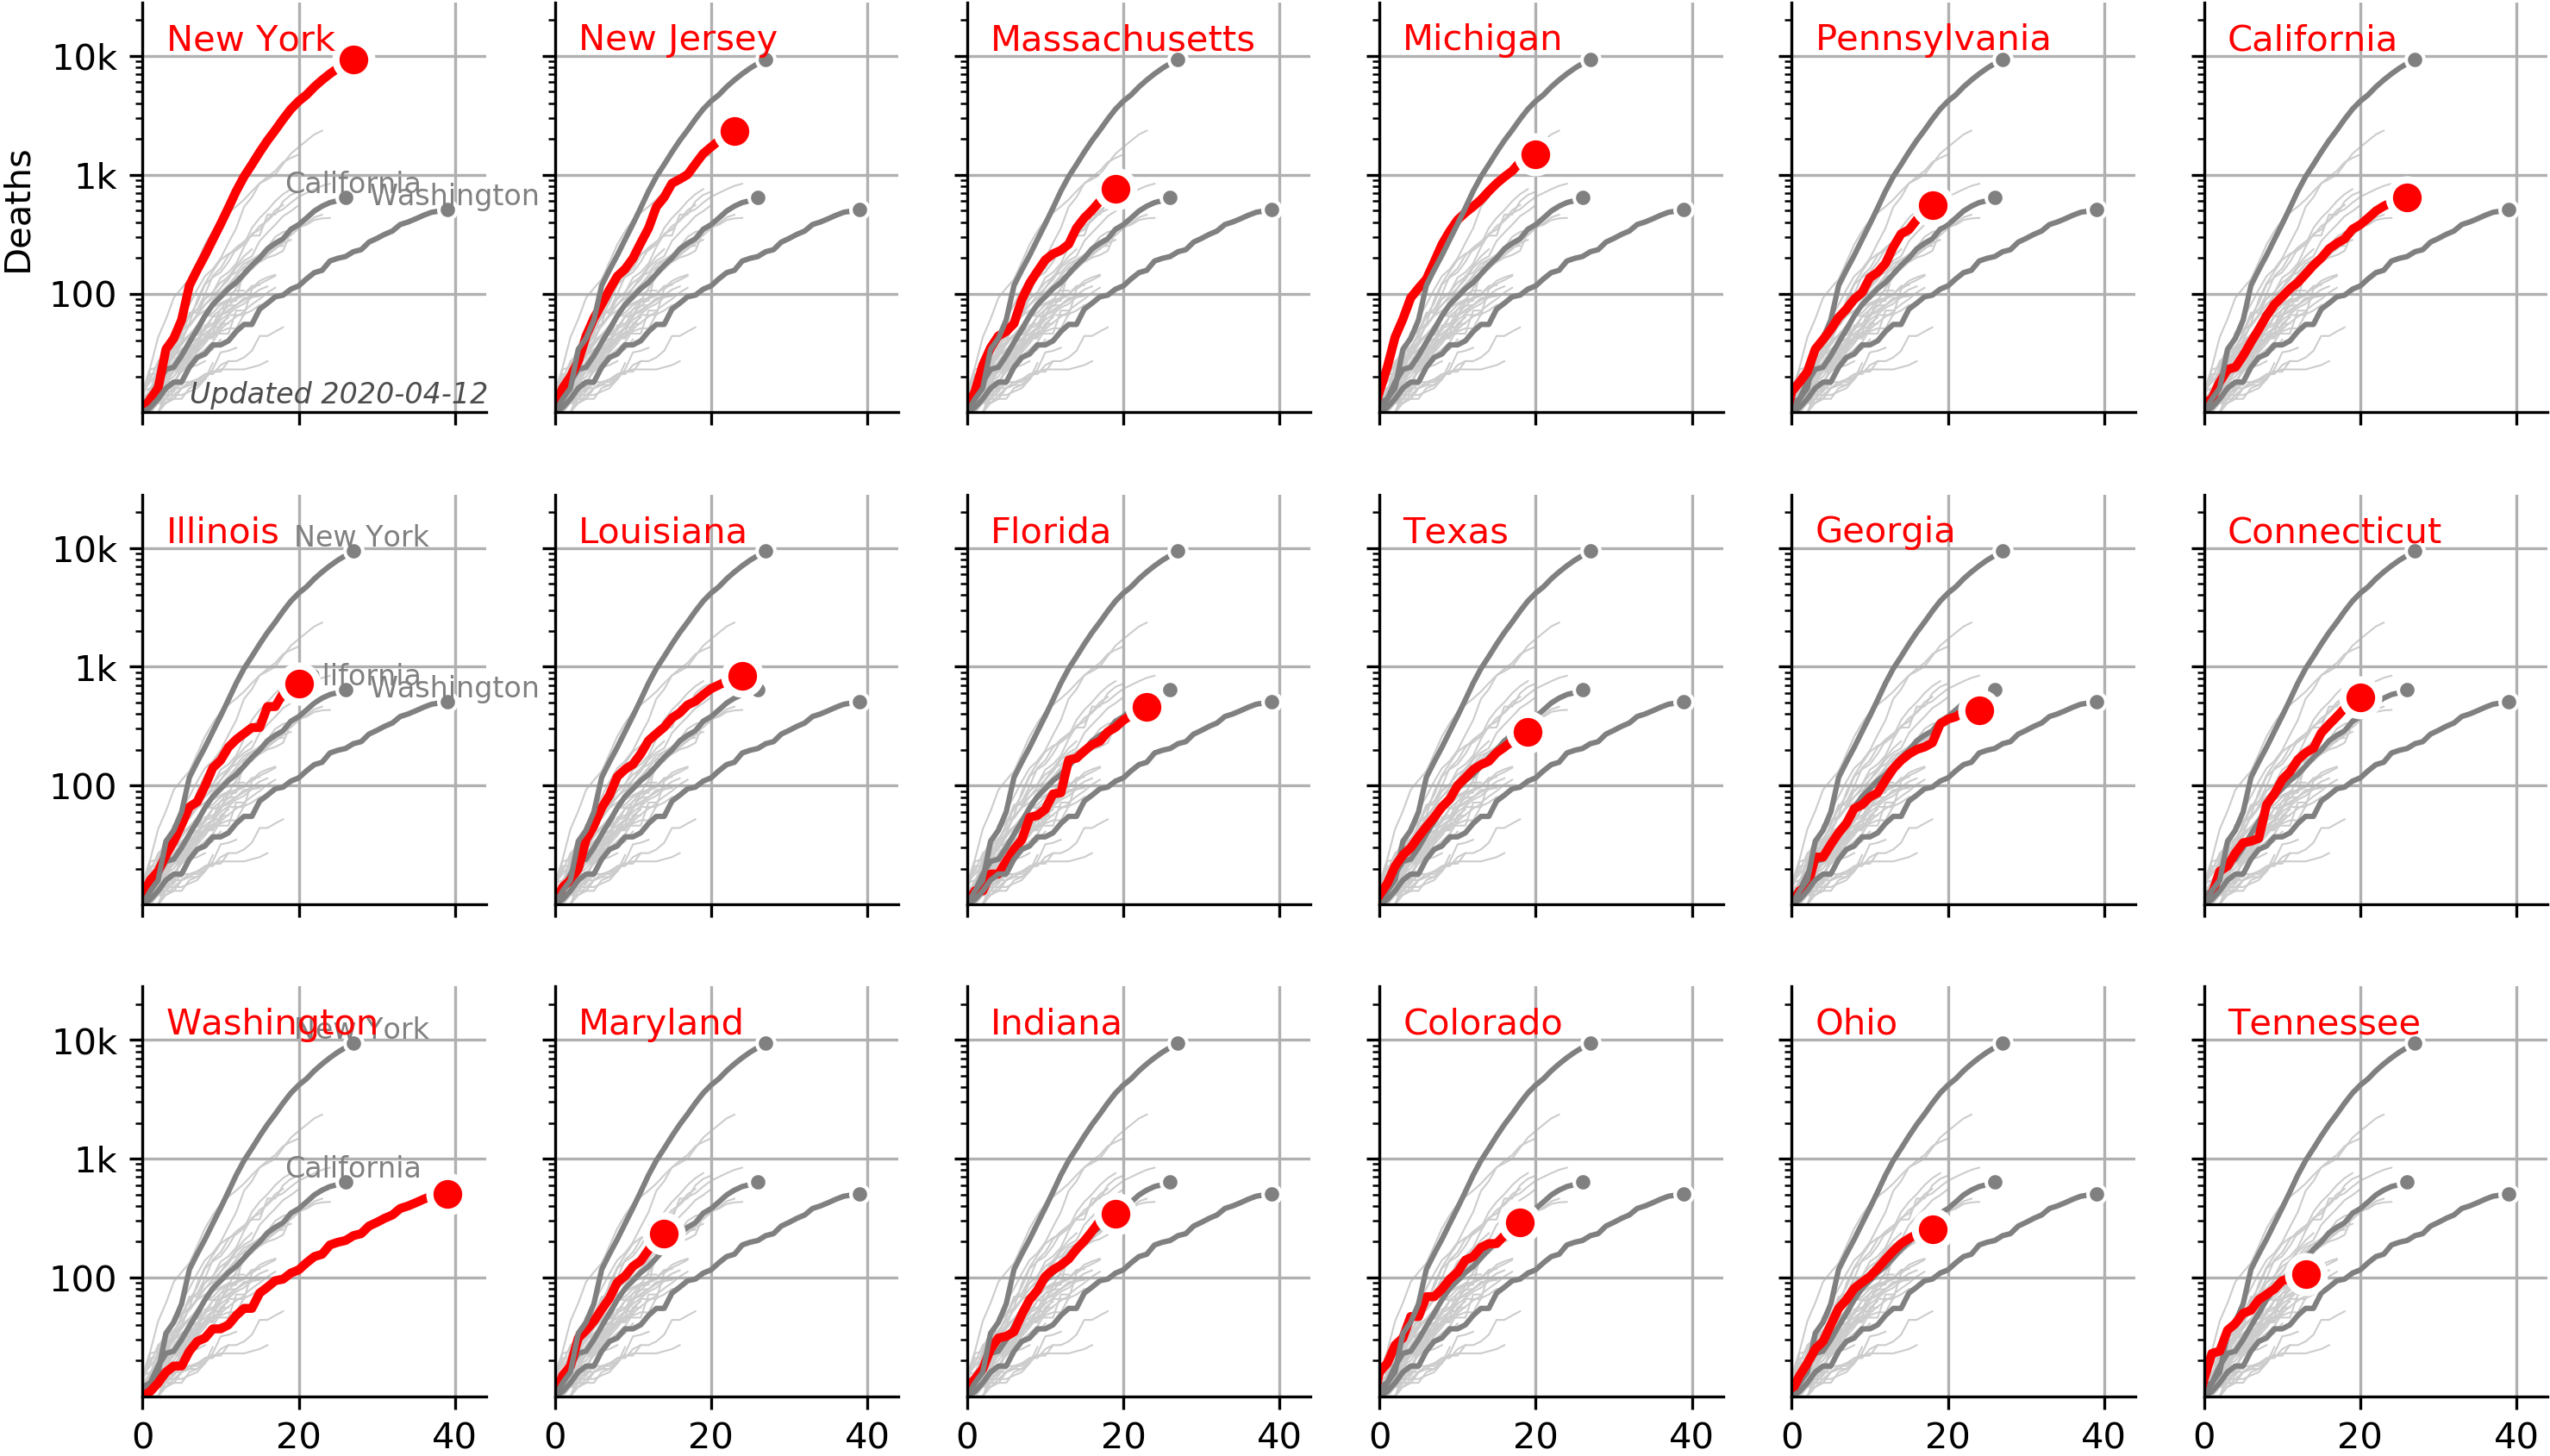 New York
New Jersey
Massachusetts
Michigan
Pennsylvania
California
10k
1k
100
Deaths
California
Washington
Updated 2020-04-12
Illinois
New York
Louisiana
Florida
Texas
Georgia
Connecticut
10k
1k
100
California
Washington
Washington
New York
Maryland
Indiana
Colorado
Ohio
Tennessee
10k
1k
100
California
0 20 40 0 20 40 0 20 40 0 20 40 0 20 40 0 20 40